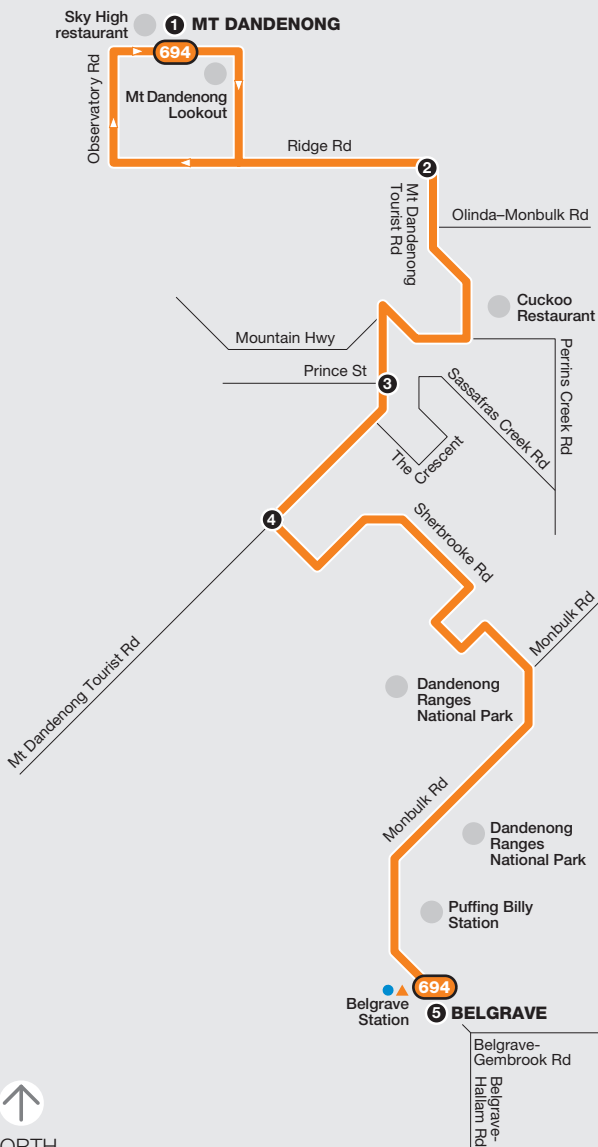 Sky High
restaurant
1 MT DANDENONG
694
Observatory Rd
Mt Dandenong
Lookout
Ridge Rd
2
Mt Dandenong
Tourist Rd
Olinda–Monbulk Rd
Cuckoo
Restaurant
Mountain Hwy
Prince St
3
Perrins Creek Rd
Sassafras Creek Rd
The Crescent
4
Sherbrooke Rd
Monbulk Rd
Mt Dandenong Tourist Rd
Dandenong
Ranges
National Park
Monbulk Rd
Dandenong
Ranges
National Park
Puffing Billy
Station
694
Belgrave
Station
5 BELGRAVE
Belgrave-
Gembrook Rd
Belgrave-
Hallam Rd
ORTH